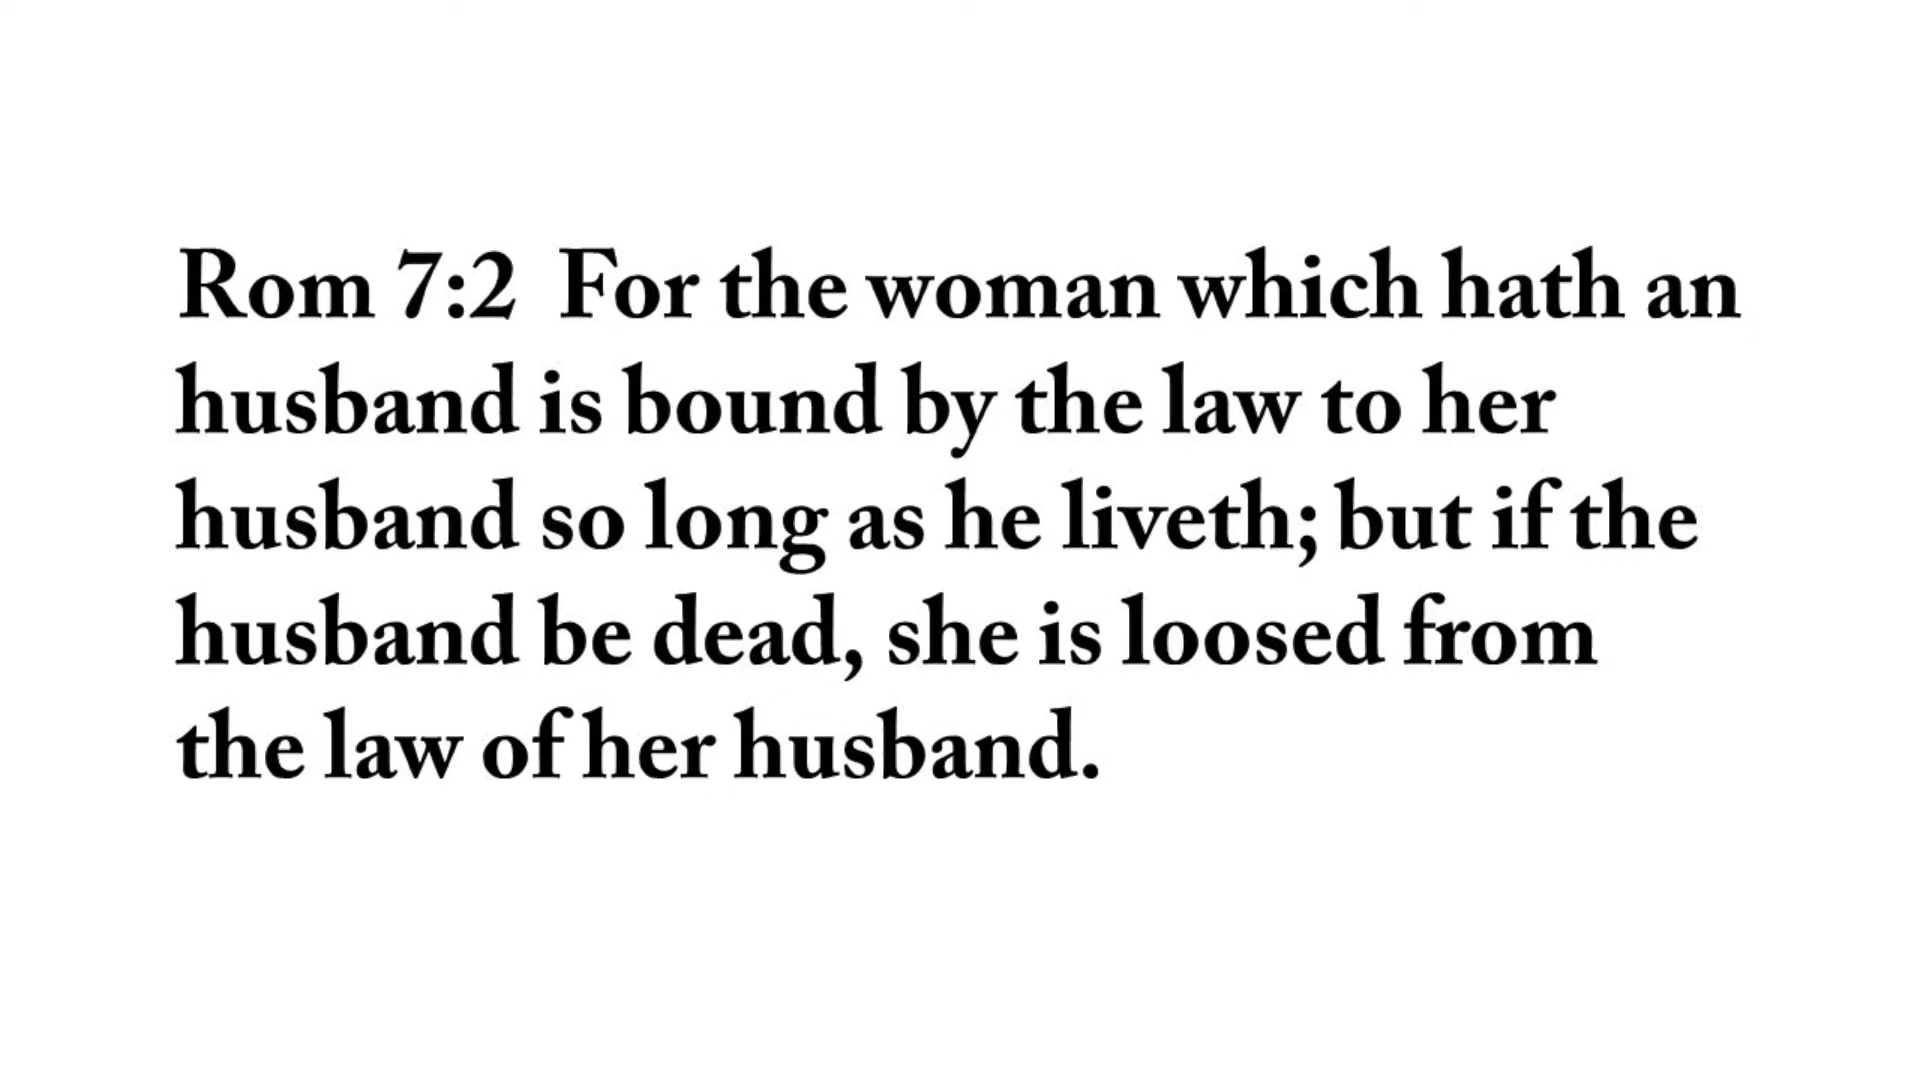 Rom 7:2  For the woman which hath an
husband is bound by the law to her
husband so long as he liveth; but if the
husband be dead, she is loosed from
the law of her husband.